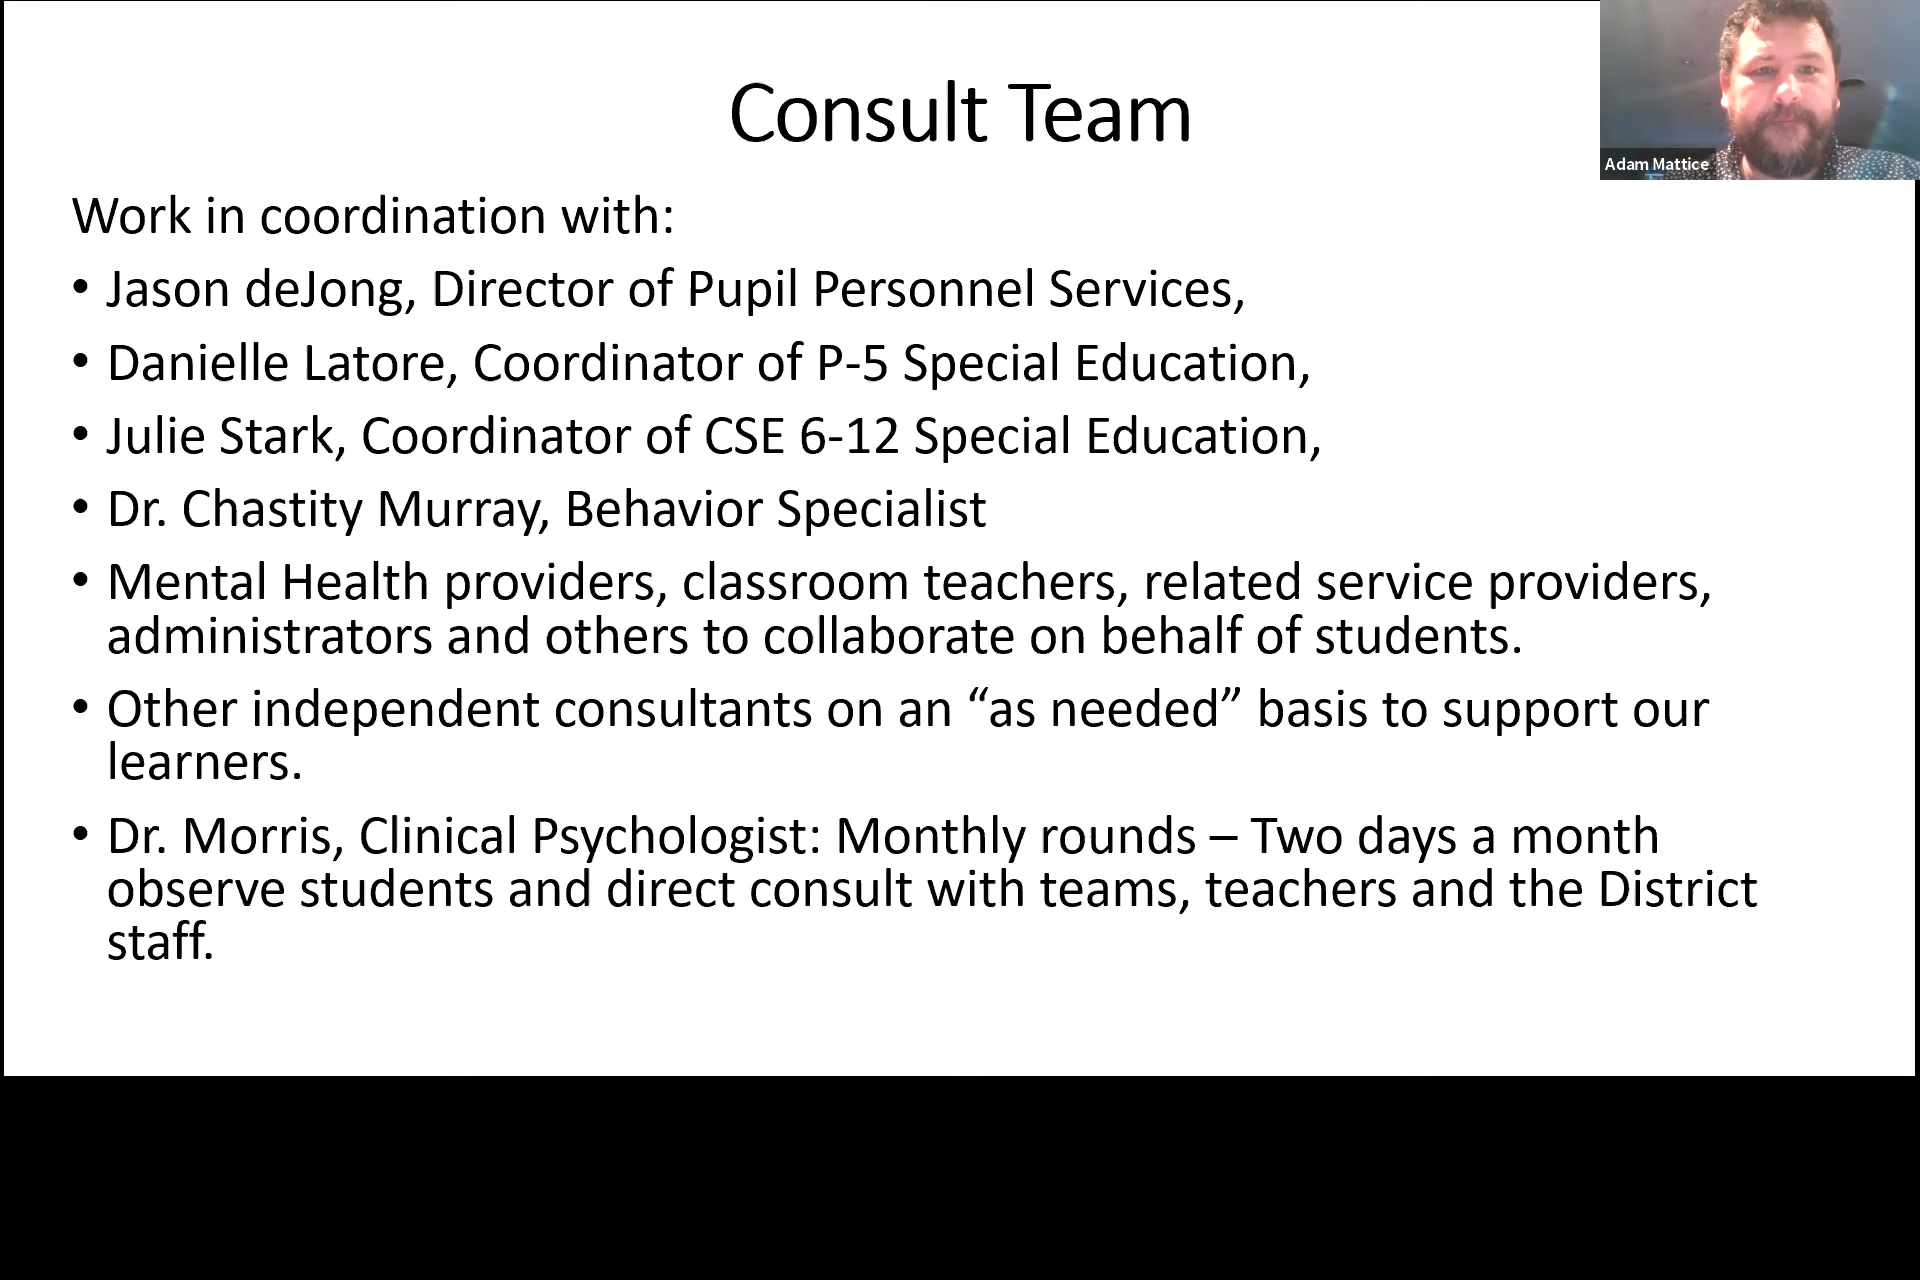 Consult Team
Adam Mattice
Work in coordination with:
• Jason deJong, Director of Pupil Personnel Services,
• Danielle Latore, Coordinator of P-5 Special Education,
• Julie Stark, Coordinator of CSE 6-12 Special Education,
• Dr. Chastity Murray, Behavior Specialist
• Mental Health providers, classroom teachers, related service providers,
administrators and others to collaborate on behalf of students.
• Other independent consultants on an “as needed” basis to support our
learners.
• Dr. Morris, Clinical Psychologist: Monthly rounds – Two days a month
observe students and direct consult with teams, teachers and the District
staff.